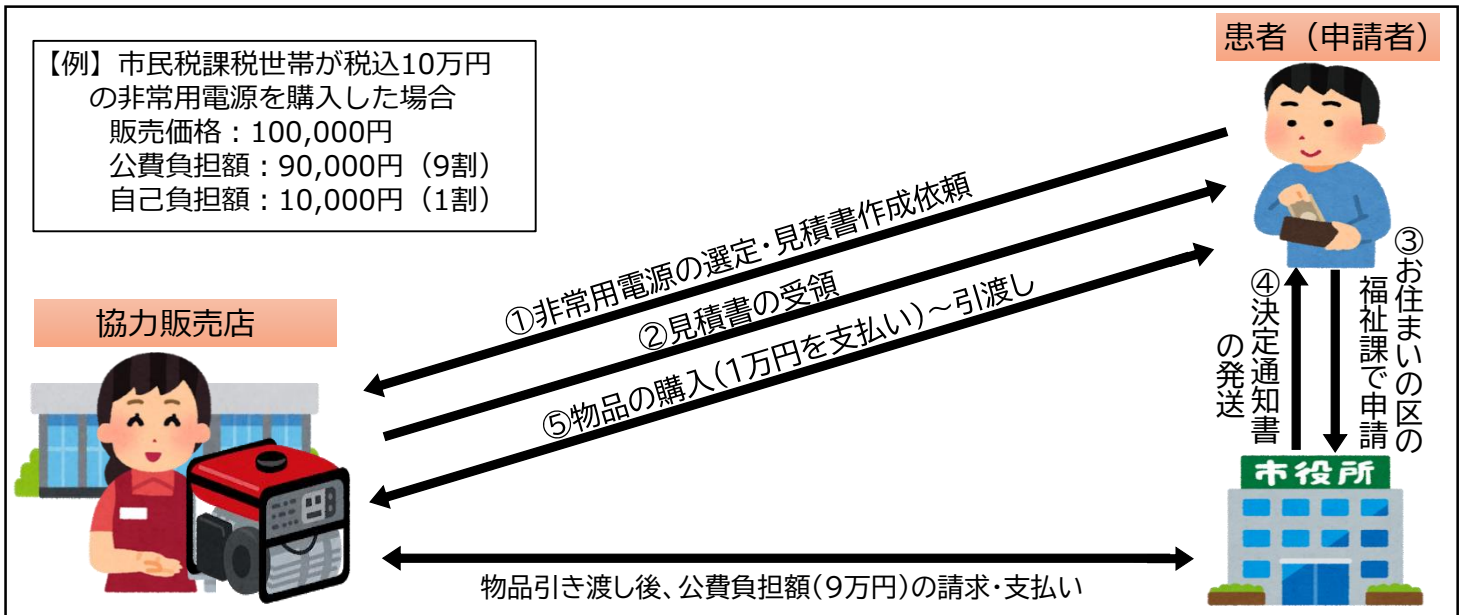 【例】市民税課税世帯が税込10万円
の非常用電源を購入した場合
販売価格：100,000円
公費負担額：90,000円（9割）
自己負担額：10,000円（1割）
患者（申請者）
協力販売店
①非常用電源の選定・見積書作成依頼
②見積書の受領
⑤物品の購入（1万円を支払い）～引渡し
③お住まいの区の
福祉課で申請
④決定通知書
の発送
市役所
物品引き渡し後、公費負担額（9万円）の請求・支払い